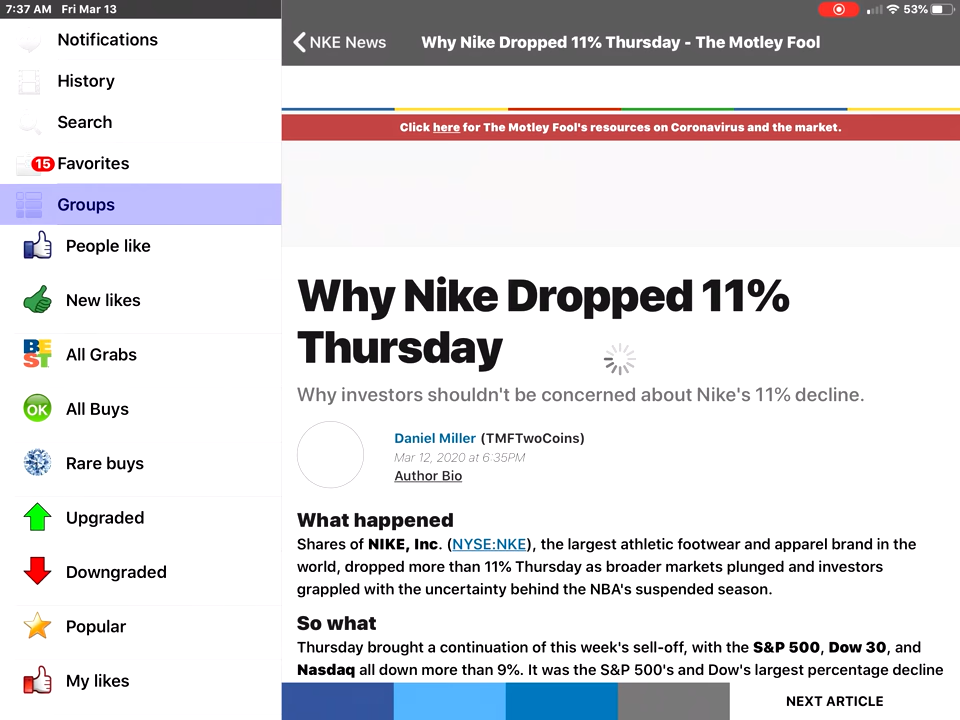 7:37 AM Fri Mar 13
53%
Notifications
History
Search
15 Favorites
Groups
People like
New likes
BEST All Grabs
OK All Buys
Rare buys
Upgraded
Downgraded
Popular
My likes
NKE News
Why Nike Dropped 11% Thursday - The Motley Fool
Click here for The Motley Fool's resources on Coronavirus and the market.
Why Nike Dropped 11%
Thursday
Why investors shouldn't be concerned about Nike's 11% decline.
Daniel Miller (TMFTwoCoins)
Mar 12, 2020 at 6:35PM
Author Bio
What happened
Shares of NIKE, Inc. (NYSE:NKE), the largest athletic footwear and apparel brand in the
world, dropped more than 11% Thursday as broader markets plunged and investors
grappled with the uncertainty behind the NBA's suspended season.
So what
Thursday brought a continuation of this week's sell-off, with the S&P 500, Dow 30, and
Nasdaq all down more than 9%. It was the S&P 500's and Dow's largest percentage decline
NEXT ARTICLE